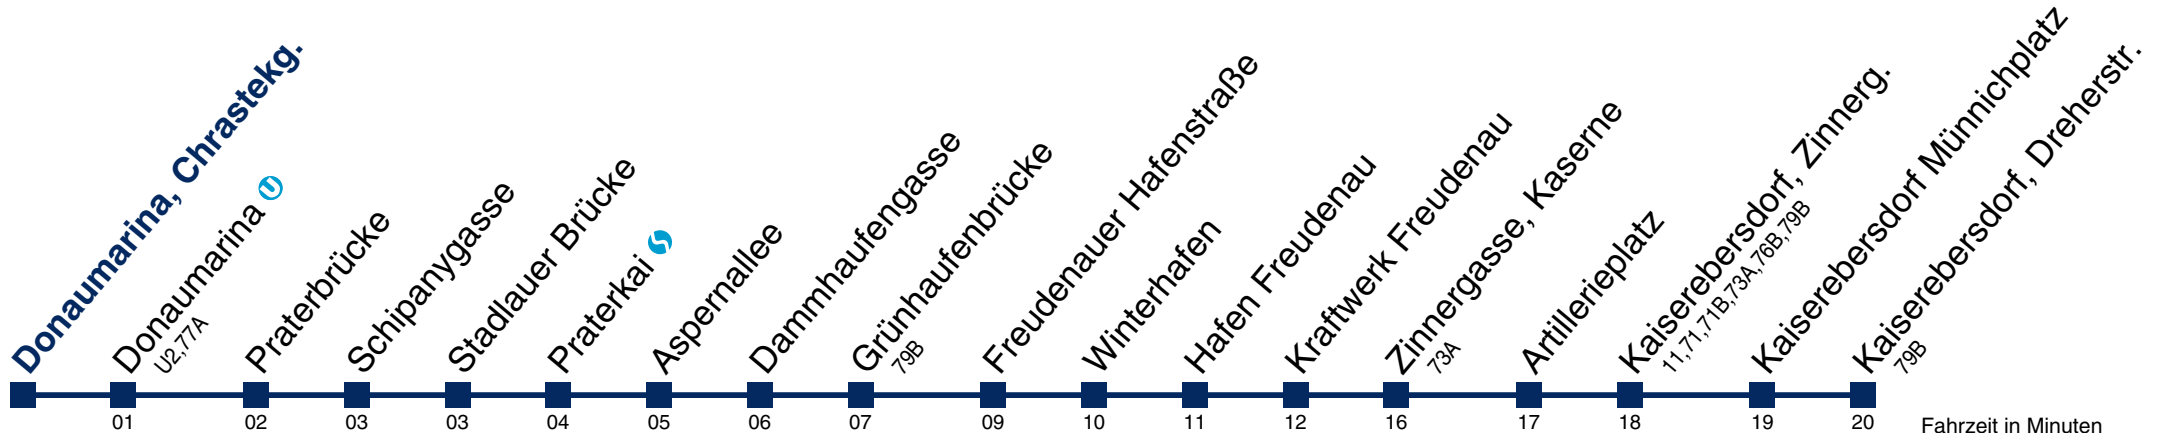 Donaumarina, Chrastekg.
Donaumarina U
U2,77A
Praterbrücke
Schipanygasse
Stadlauer Brücke
Praterkai S
Aspernallee
Dammhaufengasse
Grünhaufenbrücke
79B
Freudenauer Hafenstraße
Winterhafen
Hafen Freudenau
Kraftwerk Freudenau
Zinnergasse, Kaserne
73A
Artillerieplatz
Kaiserebersdorf, Zinnerg.
11,71,71B,73A,76B,79B
Kaiserebersdorf Münnichplatz
Kaiserebersdorf, Dreherstr.
79B
01 02 03 03 04 05 06 07 09 10 11 12 16 17 18 19 20 Fahrzeit in Minuten